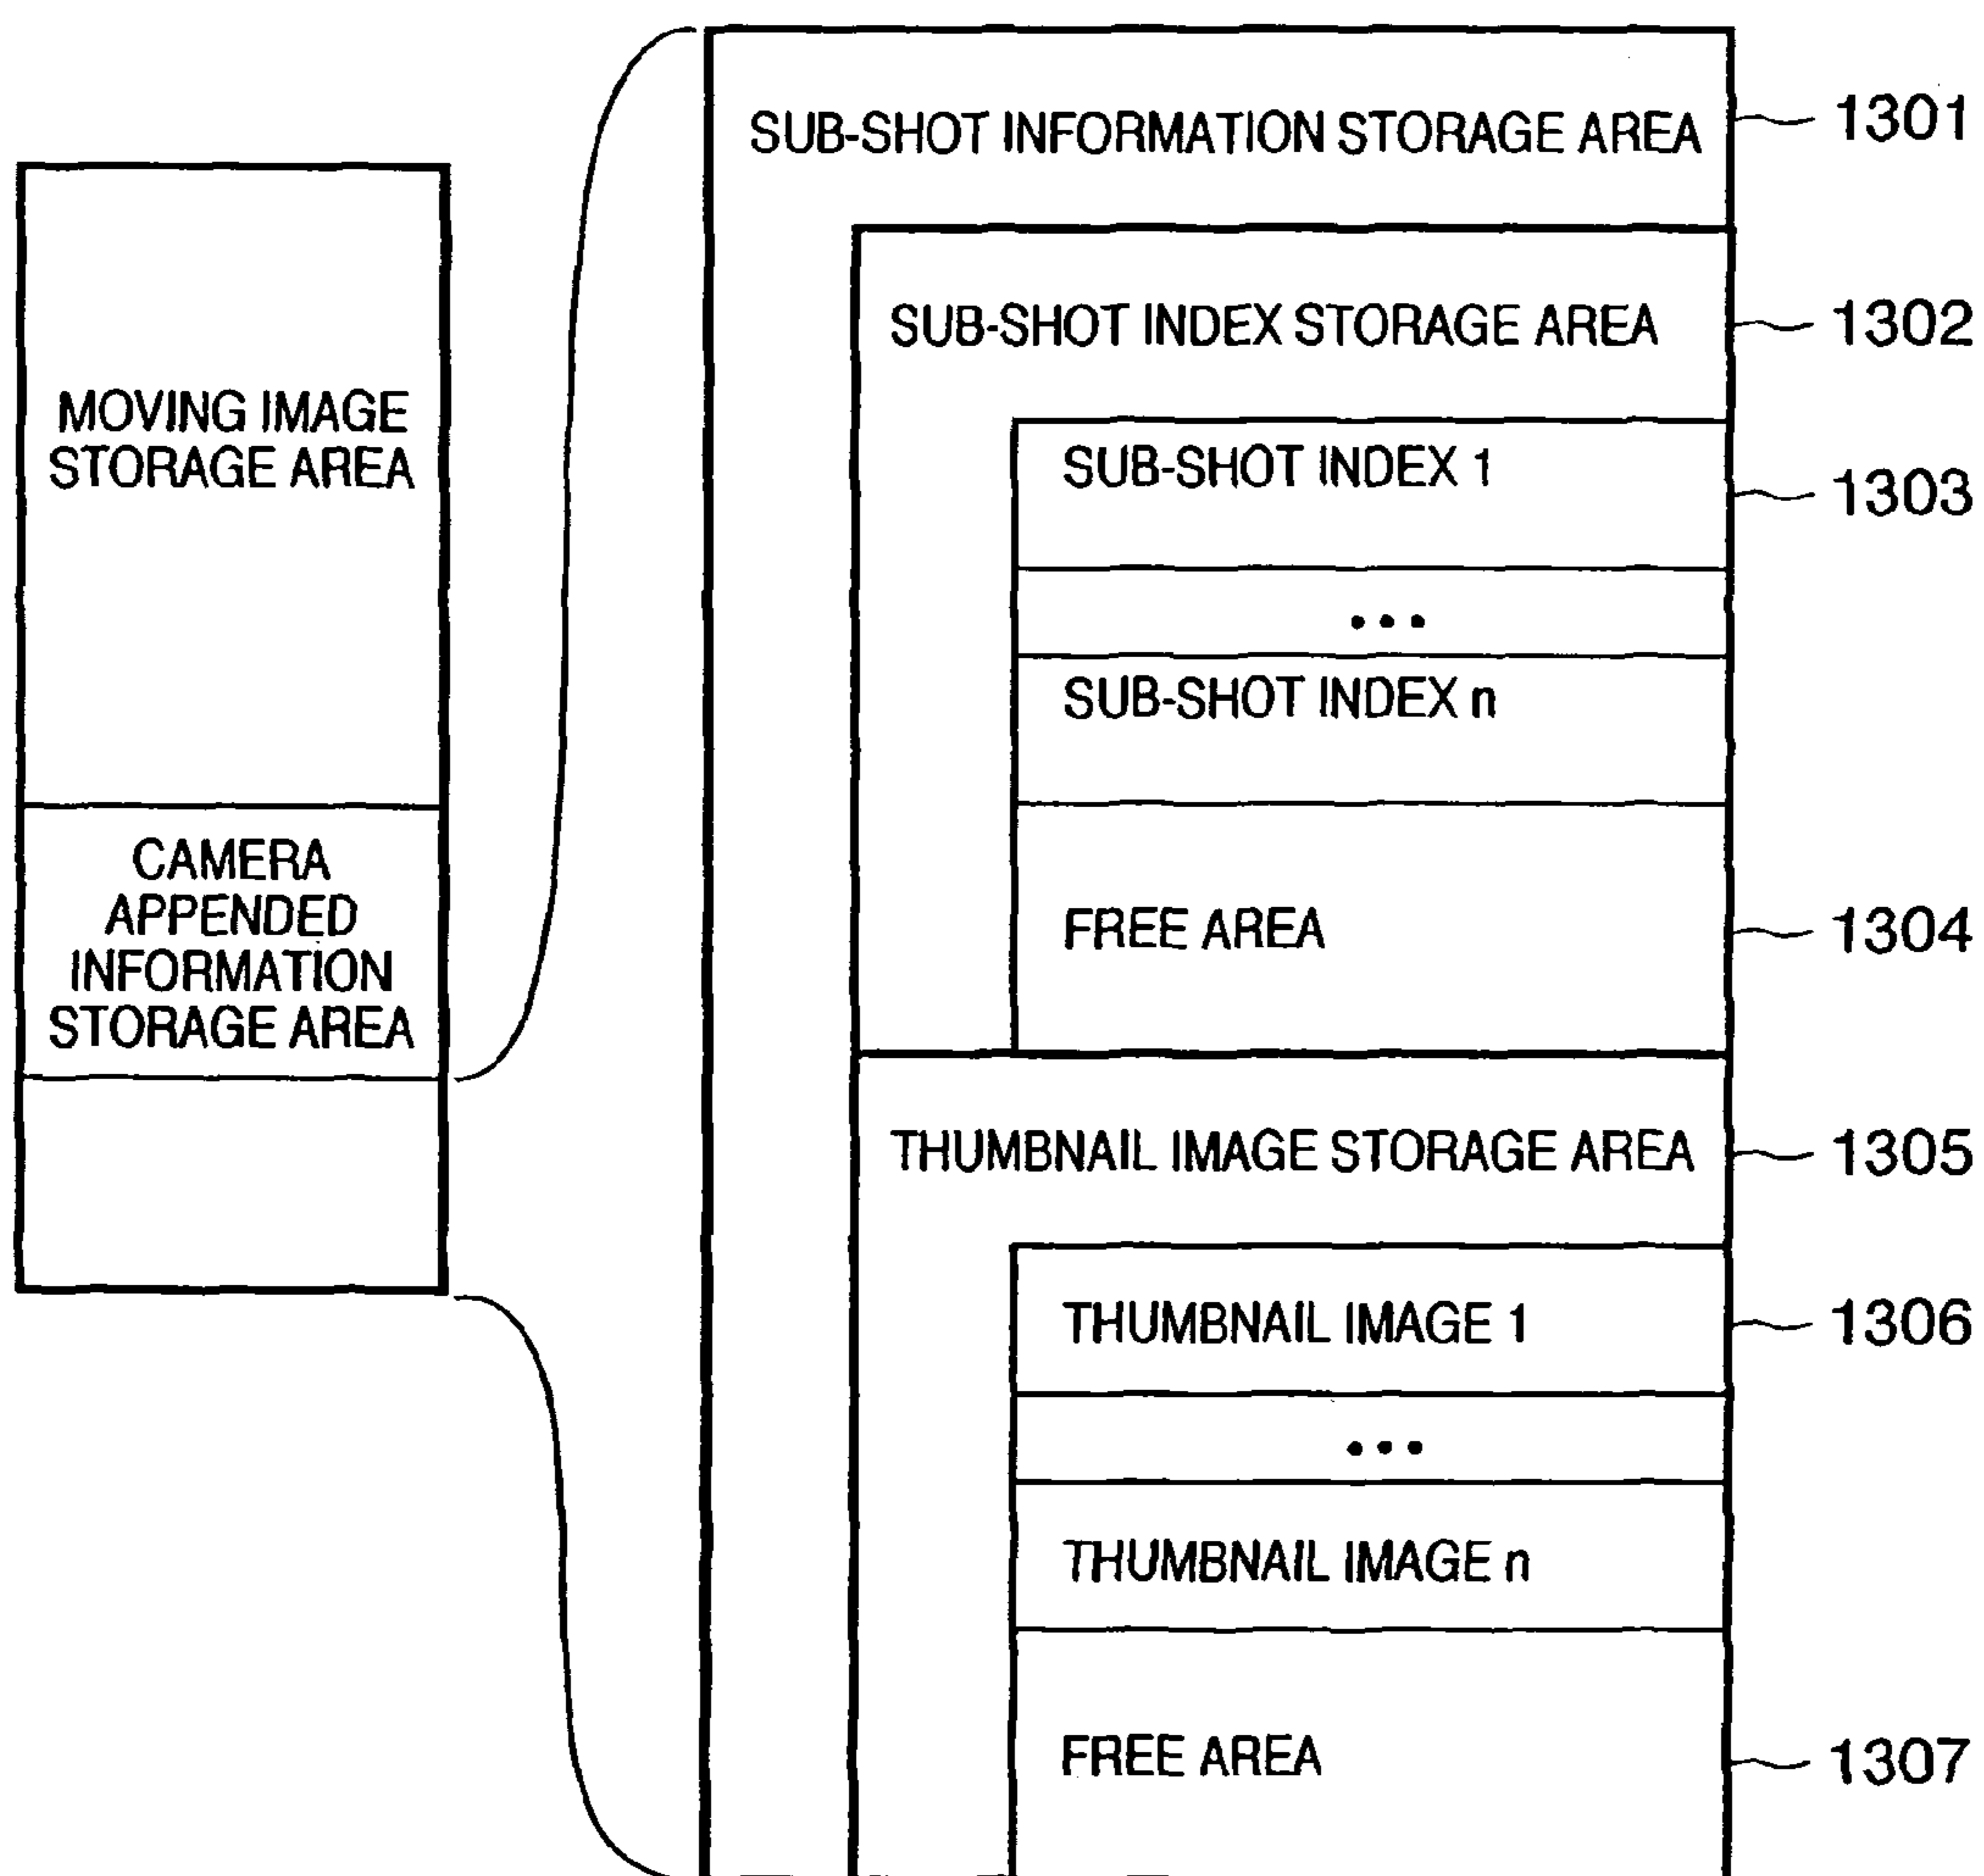 MOVING IMAGE
STORAGE AREA
CAMERA
APPENDED
INFORMATION
STORAGE AREA
SUB-SHOT INFORMATION STORAGE AREA
1301
SUB-SHOT INDEX STORAGE AREA
1302
SUB-SHOT INDEX 1
1303
...
SUB-SHOT INDEX n
FREE AREA
1304
THUMBNAIL IMAGE STORAGE AREA
1305
THUMBNAIL IMAGE 1
1306
...
THUMBNAIL IMAGE n
FREE AREA
1307